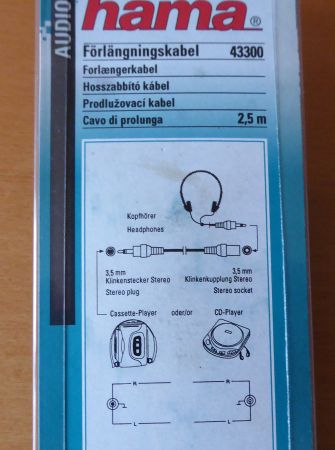 AUDIO
hama®
Förlängningskabel 43300
Forlængerkabel
Hosszabbító kábel
Prodlužovací kabel
Cavo di prolunga 2,5 m
Kopfhörer
Headphones
3,5 mm 3,5 mm
Klinkenstecker Stereo Klinkenkupplung Stereo
Stereo plug Stereo socket
Cassette-Player oder/or CD-Player
R R
L L